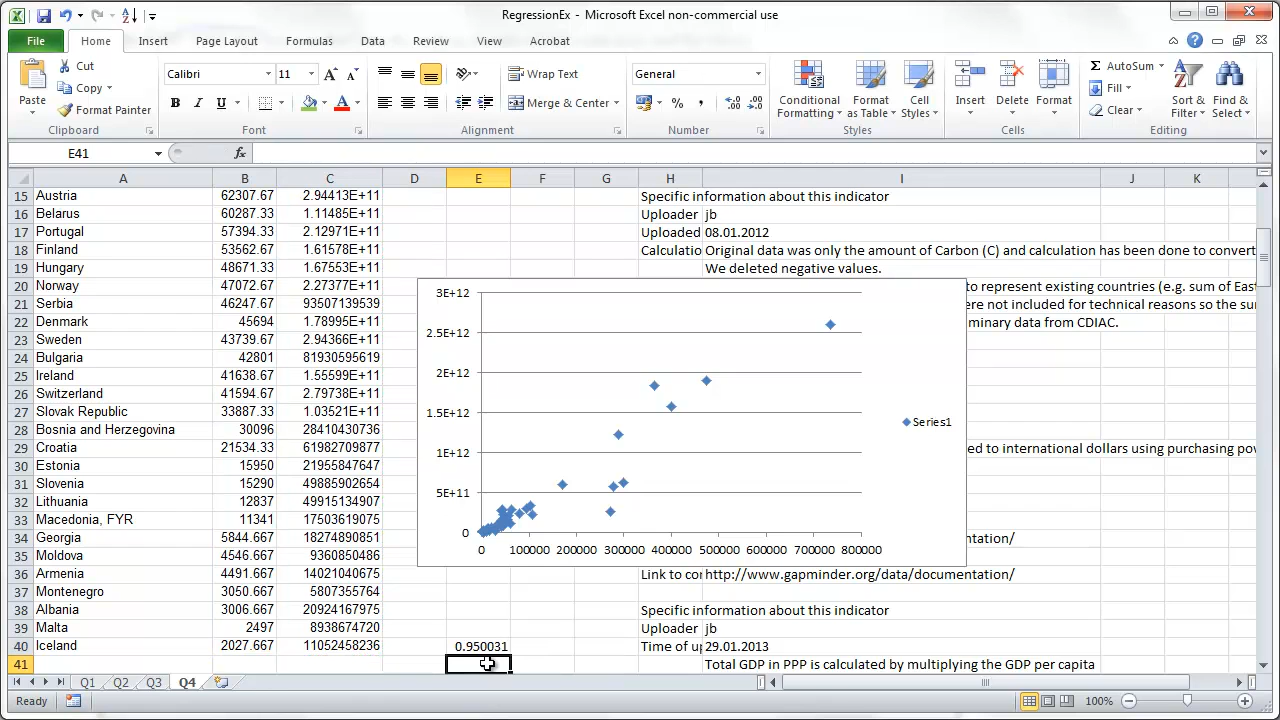 RegressionEx - Microsoft Excel non-commercial use
File Home Insert Page Layout Formulas Data Review View Acrobat
Paste Cut Copy Format Painter Clipboard
Calibri 11 A A B I U A Font
Wrap Text Merge & Center Alignment
General % , Number
Conditional Formatting Format as Table Cell Styles Styles
Insert Delete Format Cells
Σ AutoSum Fill Clear Sort & Filter Find & Select Editing
E41 fx
A B C D E F G H I J K
15 Austria 62307.67 2.94413E+11 Specific information about this indicator
16 Belarus 60287.33 1.11485E+11 Uploader jb
17 Portugal 57394.33 2.12971E+11 Uploaded 08.01.2012
18 Finland 53562.67 1.61578E+11 Calculatio Original data was only the amount of Carbon (C) and calculation has been done to convert
19 Hungary 48671.33 1.67553E+11 We deleted negative values.
20 Norway 47072.67 2.27377E+11 to represent existing countries (e.g. sum of East
21 Serbia 46247.67 93507139539 ere not included for technical reasons so the sum
22 Denmark 45694 1.78995E+11 minary data from CDIAC.
23 Sweden 43739.67 2.94366E+11
24 Bulgaria 42801 81930595619
25 Ireland 41638.67 1.55599E+11
26 Switzerland 41594.67 2.79738E+11
27 Slovak Republic 33887.33 1.03521E+11
28 Bosnia and Herzegovina 30096 28410430736
29 Croatia 21534.33 61982709877 ed to international dollars using purchasing pow
30 Estonia 15950 21955847647
31 Slovenia 15290 49885902654
32 Lithuania 12837 49915134907
33 Macedonia, FYR 11341 17503619075
34 Georgia 5844.667 18274890851 ntation/
35 Moldova 4546.667 9360850486
36 Armenia 4491.667 14021040675 Link to con http://www.gapminder.org/data/documentation/
37 Montenegro 3050.667 5807355764
38 Albania 3006.667 20924167975 Specific information about this indicator
39 Malta 2497 8938674720 Uploader jb
40 Iceland 2027.667 11052458236 0.950031 Time of up 29.01.2013
41 Total GDP in PPP is calculated by multiplying the GDP per capita
3E+12
2.5E+12
2E+12
1.5E+12
1E+12
5E+11
0
0 100000 200000 300000 400000 500000 600000 700000 800000
Series1
Q1 Q2 Q3 Q4
Ready 100%